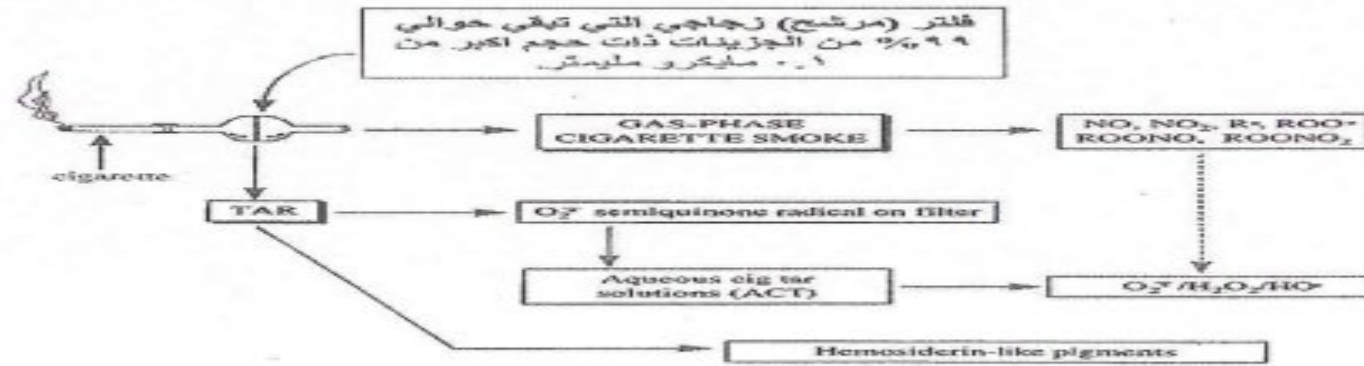 فلتر (مرشح) زجاجي التي تبقي حوالي
٩٩% من الجزيئات ذات حجم اكبر من
٠.١ مايكرو مليمتر.
GAS-PHASE
CIGARETTE SMOKE
NO, NO₂, R•, ROO•
ROONO, ROONO₂
cigarette
TAR
O₂•⁻ semiquinone radical on filter
Aqueous cig tar
solutions (ACT)
O₂•⁻/H₂O₂/HO•
Hemosiderin-like pigments